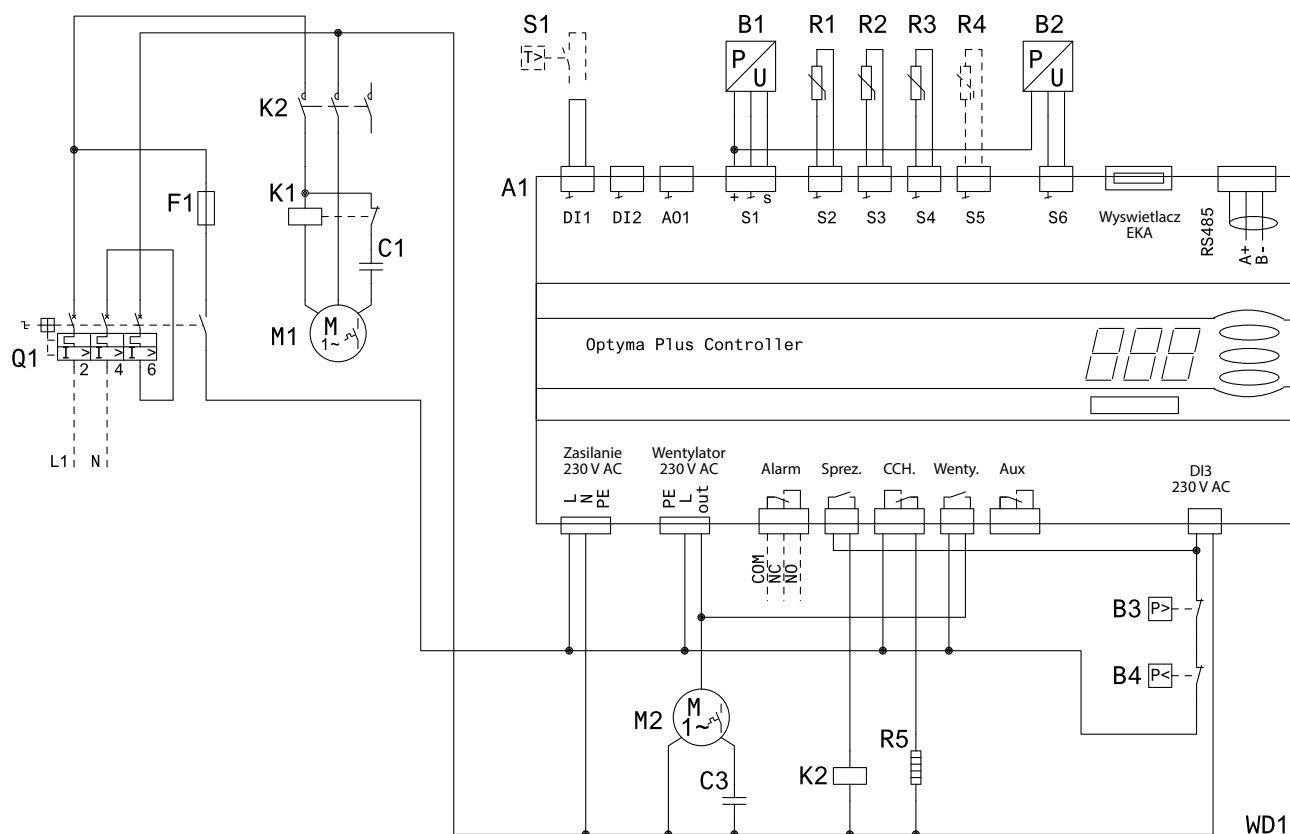 S1
B1
R1
R2
R3
R4
B2
T>
P
U
P
U
K2
A1
F1
K1
C1
+
s
DI1
DI2
AO1
S1
S2
S3
S4
S5
S6
Wyswietlacz
EKA
RS485
A+
B-
M1
M
1~
Q1
I >
I >
I >
2
4
6
L1
N
Optyma Plus Controller
Zasilanie
230 V AC
Wentylator
230 V AC
Alarm
Sprez.
CCH.
Wenty.
Aux
DI3
230 V AC
L
N
PE
PE
L
out
COM
NC
NO
B3
P>
B4
P<
M2
M
1~
C3
K2
R5
WD1